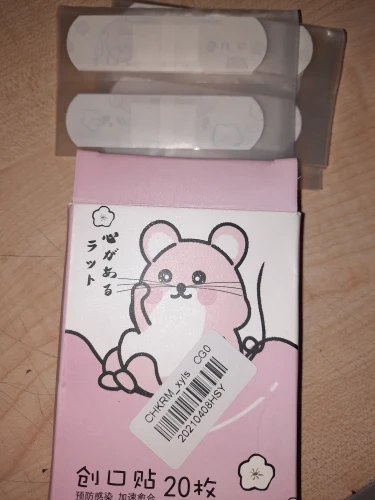 心がある
ラット
CHKRM_xyls CG0
20210408HSY
创口贴 20枚
预防感染 加速愈合